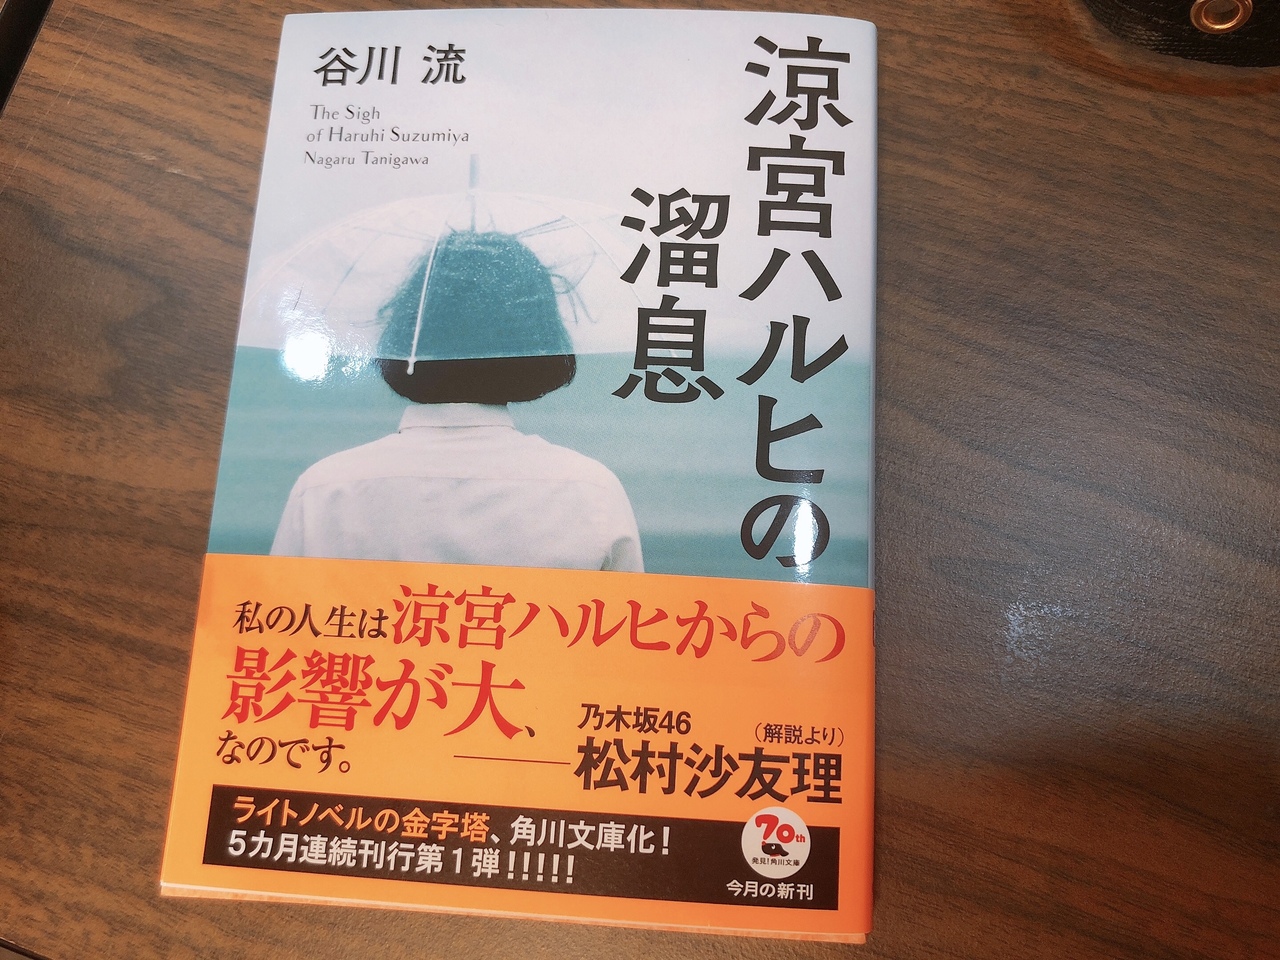 涼宮ハルヒの
溜息
谷川 流
The Sigh
of Haruhi Suzumiya
Nagaru Tanigawa
私の人生は涼宮ハルヒからの
影響が大、
なのです。
乃木坂46
(解説より)
松村沙友理
ライトノベルの金字塔、角川文庫化!
5カ月連続刊行第1弾!!!!!
70th
発見!角川文庫
今月の新刊